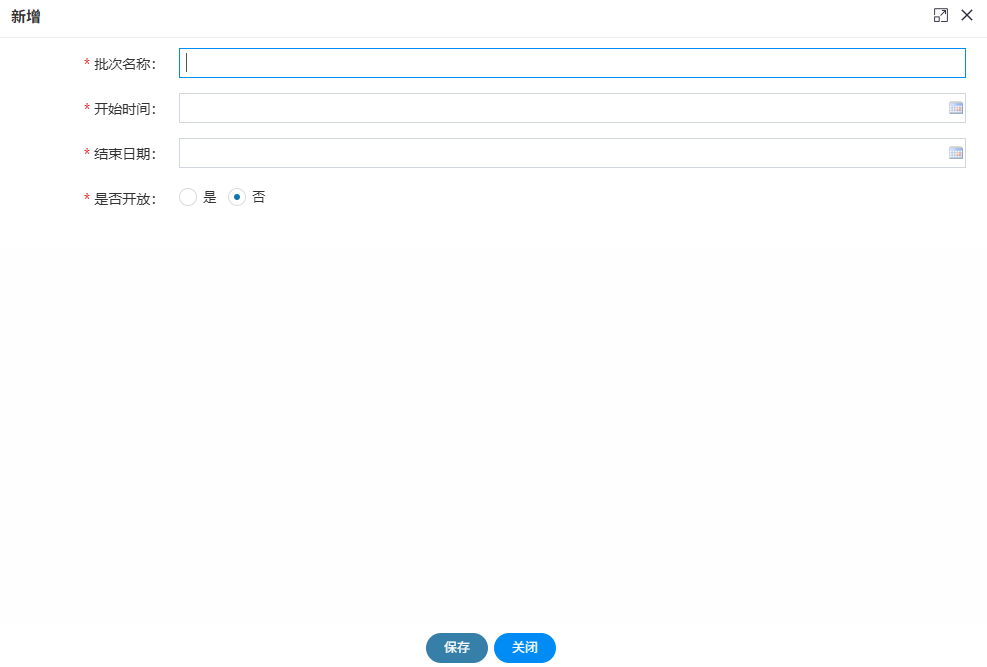 新增
* 批次名称：
* 开始时间：
* 结束日期：
* 是否开放： 是 否
保存 关闭